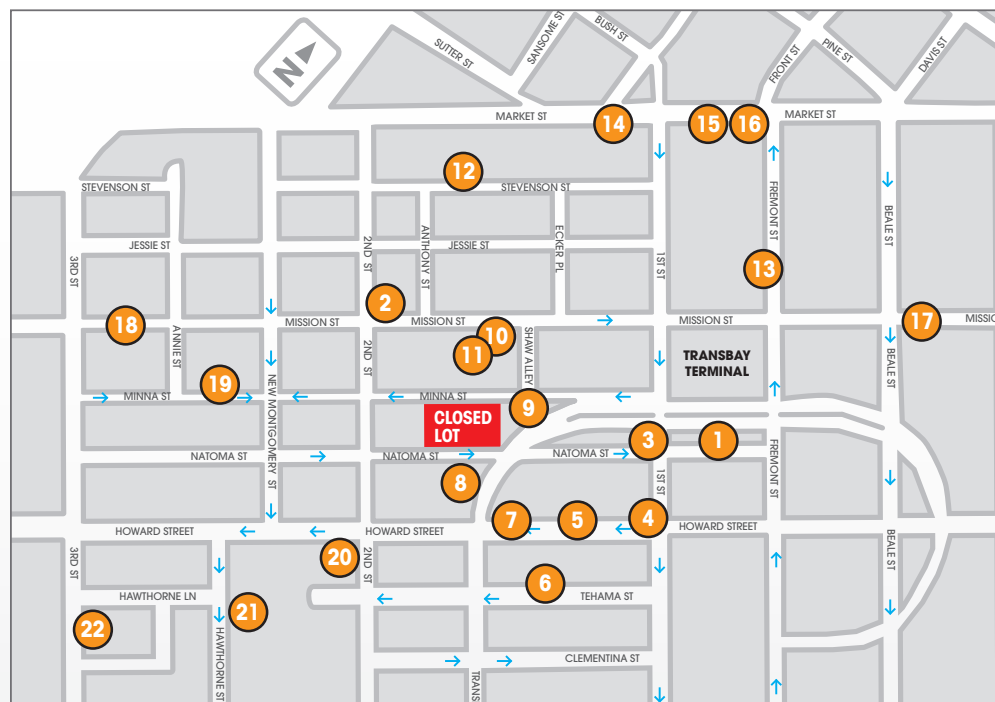 SUTTER ST
SANSOME ST
BUSH ST
FRONT ST
PINE ST
DAVIS ST
N
MARKET ST
14
15
16
MARKET ST
12
STEVENSON ST
STEVENSON ST
JESSIE ST
2ND ST
ANTHONY ST
JESSIE ST
ECKER PL
1ST ST
FREMONT ST
BEALE ST
3RD ST
13
2
18
MISSION ST
MISSION ST
MISSION ST
17
MISSIO
ANNIE ST
2ND ST
10
11
SHAW ALLEY
TRANSBAY
TERMINAL
BEALE ST
19
MINNA ST
NEW MONTGOMERY ST
MINNA ST
9
CLOSED
LOT
3
1
NATOMA ST
NATOMA ST
NATOMA ST
8
1ST ST
FREMONT ST
7
5
4
HOWARD STREET
HOWARD STREET
HOWARD STREET
BEALE ST
3RD ST
20
2ND ST
6
HAWTHORNE LN
TEHAMA ST
21
22
HAWTHORNE ST
CLEMENTINA ST
TRANS